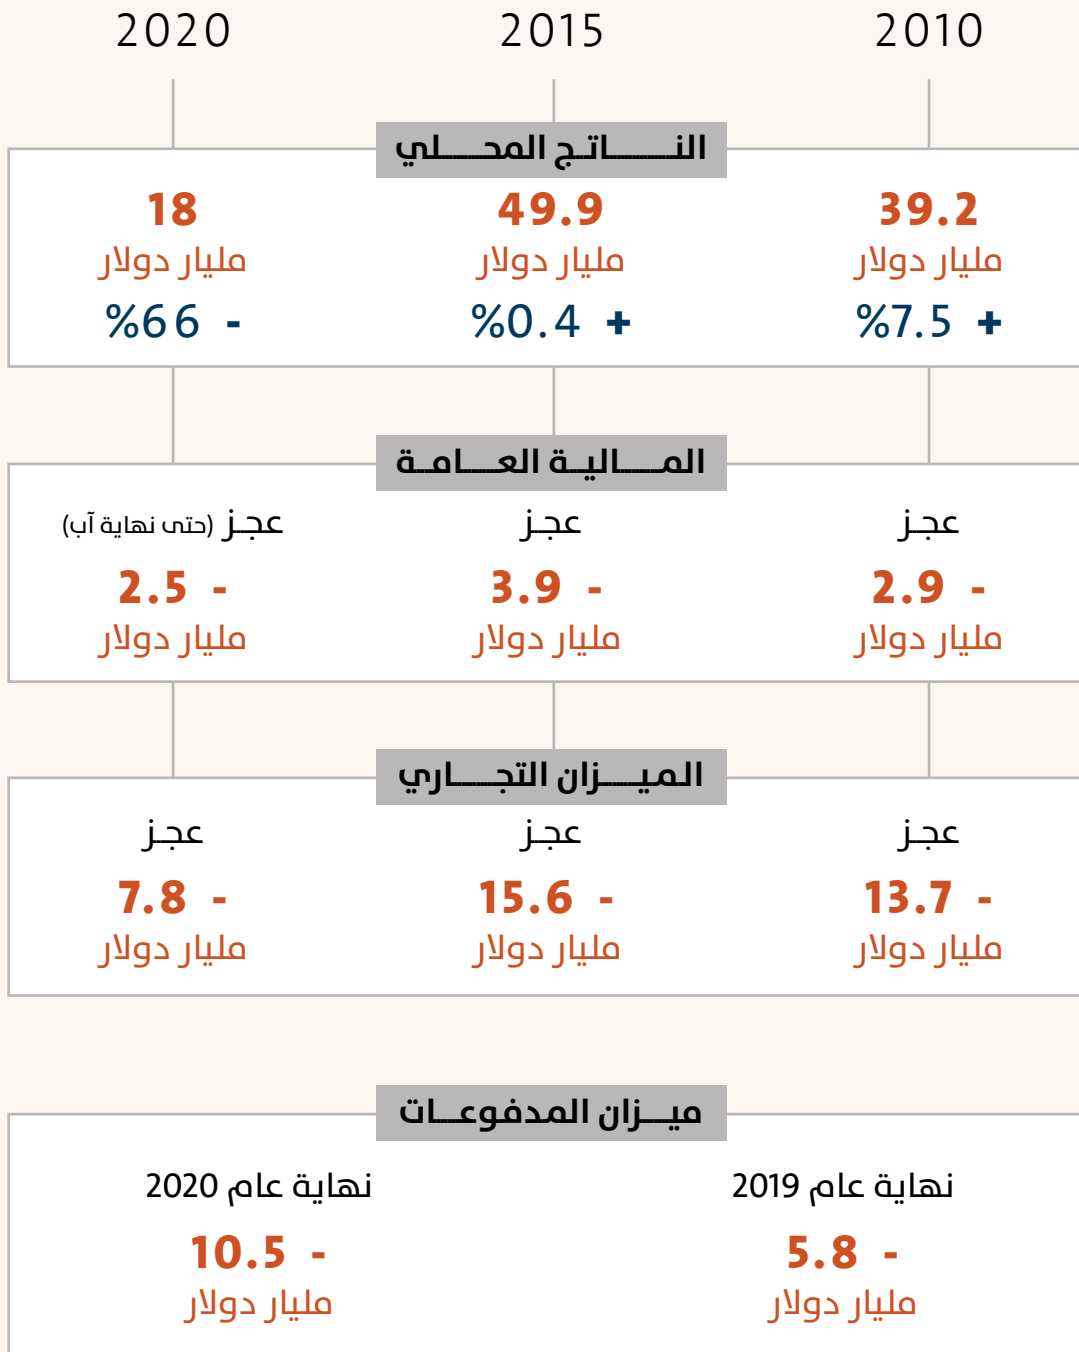 2010 2015 2020
الناتج المحلي
39.2 49.9 18
مليار دولار مليار دولار مليار دولار
+ 7.5% + 0.4% - 66%
المالية العامة
عجز عجز عجز (حتى نهاية آب)
- 2.9 - 3.9 - 2.5
مليار دولار مليار دولار مليار دولار
الميزان التجاري
عجز عجز عجز
- 13.7 - 15.6 - 7.8
مليار دولار مليار دولار مليار دولار
ميزان المدفوعات
نهاية عام 2019 نهاية عام 2020
- 5.8 - 10.5
مليار دولار مليار دولار